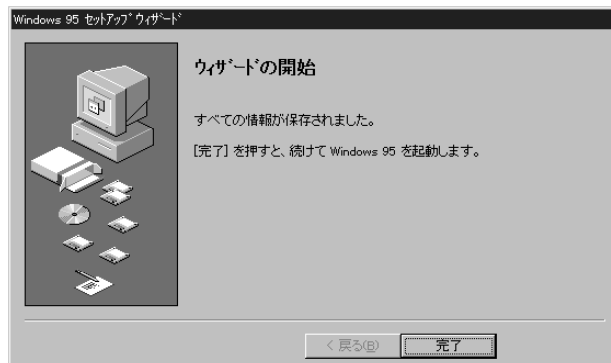 Windows 95 ｾｯﾄｱｯﾌﾟ ｳｨｻﾞｰﾄﾞ
ｳｨｻﾞｰﾄﾞの開始
すべての情報が保存されました。
[完了] を押すと、続けて Windows 95 を起動します。
< 戻る(B)
完了